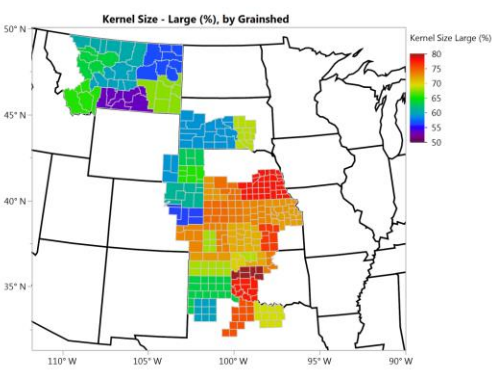 Kernel Size - Large (%), by Grainshed
50° N
45° N
40° N
35° N
110° W
105° W
100° W
95° W
90° W
Kernel Size Large (%)
80
75
70
65
60
55
50